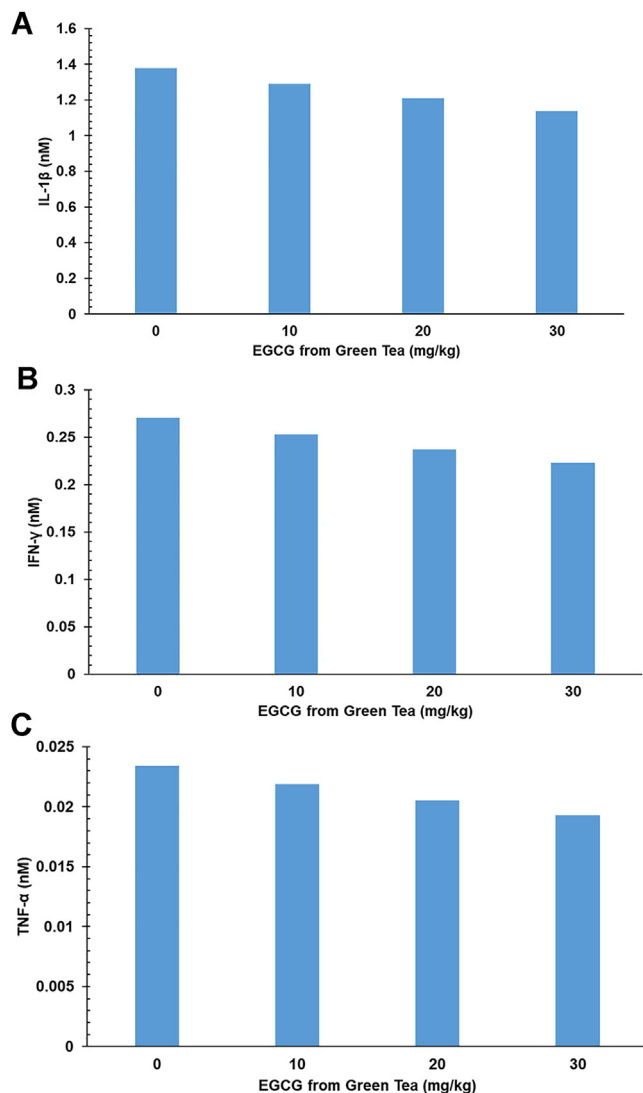 A
1.6
1.4
1.2
1
0.8
0.6
0.4
0.2
0
IL-1β (nM)
0 10 20 30
EGCG from Green Tea (mg/kg)
B
0.3
0.25
0.2
0.15
0.1
0.05
0
IFN-γ (nM)
0 10 20 30
EGCG from Green Tea (mg/kg)
C
0.025
0.02
0.015
0.01
0.005
0
TNF-α (nM)
0 10 20 30
EGCG from Green Tea (mg/kg)